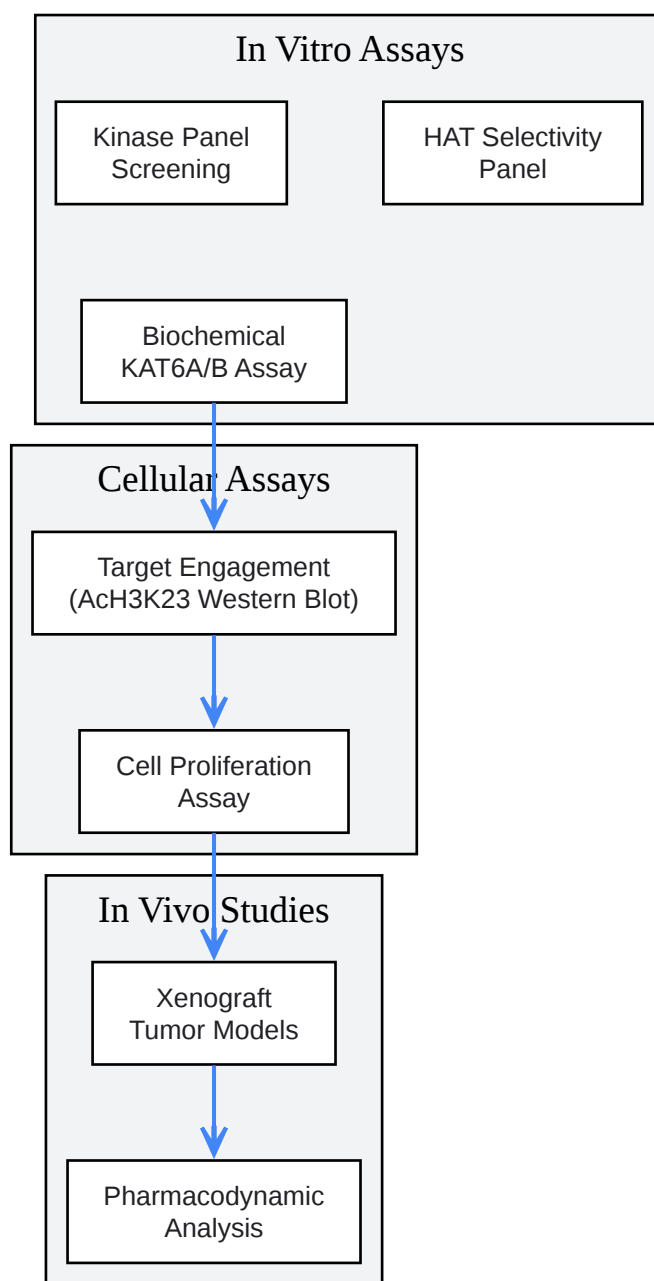 In Vitro Assays
Kinase Panel
Screening
HAT Selectivity
Panel
Biochemical
KAT6A/B Assay
Cellular Assays
Target Engagement
(AcH3K23 Western Blot)
Cell Proliferation
Assay
In Vivo Studies
Xenograft
Tumor Models
Pharmacodynamic
Analysis